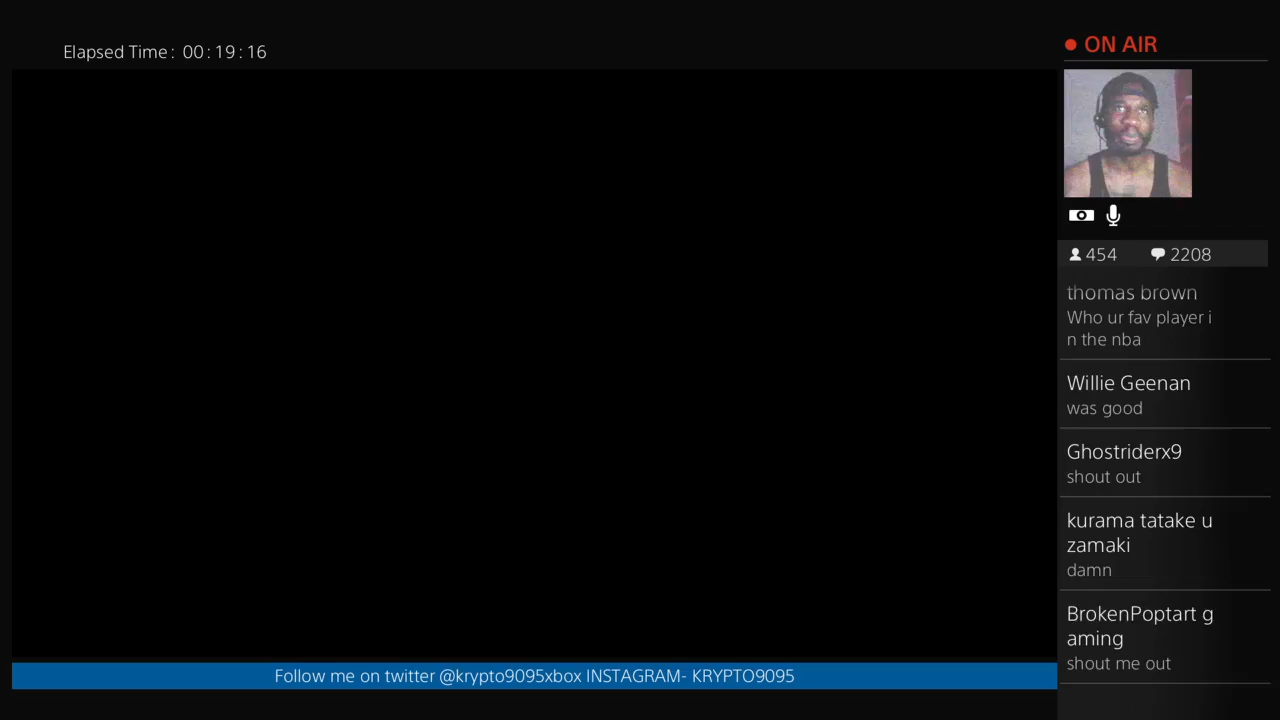 Elapsed Time: 00:19:16
ON AIR
454 2208
thomas brown
Who ur fav player i
n the nba
Willie Geenan
was good
Ghostriderx9
shout out
kurama tatake u
zamaki
damn
BrokenPoptart g
aming
shout me out
Follow me on twitter @krypto9095xbox INSTAGRAM- KRYPTO9095